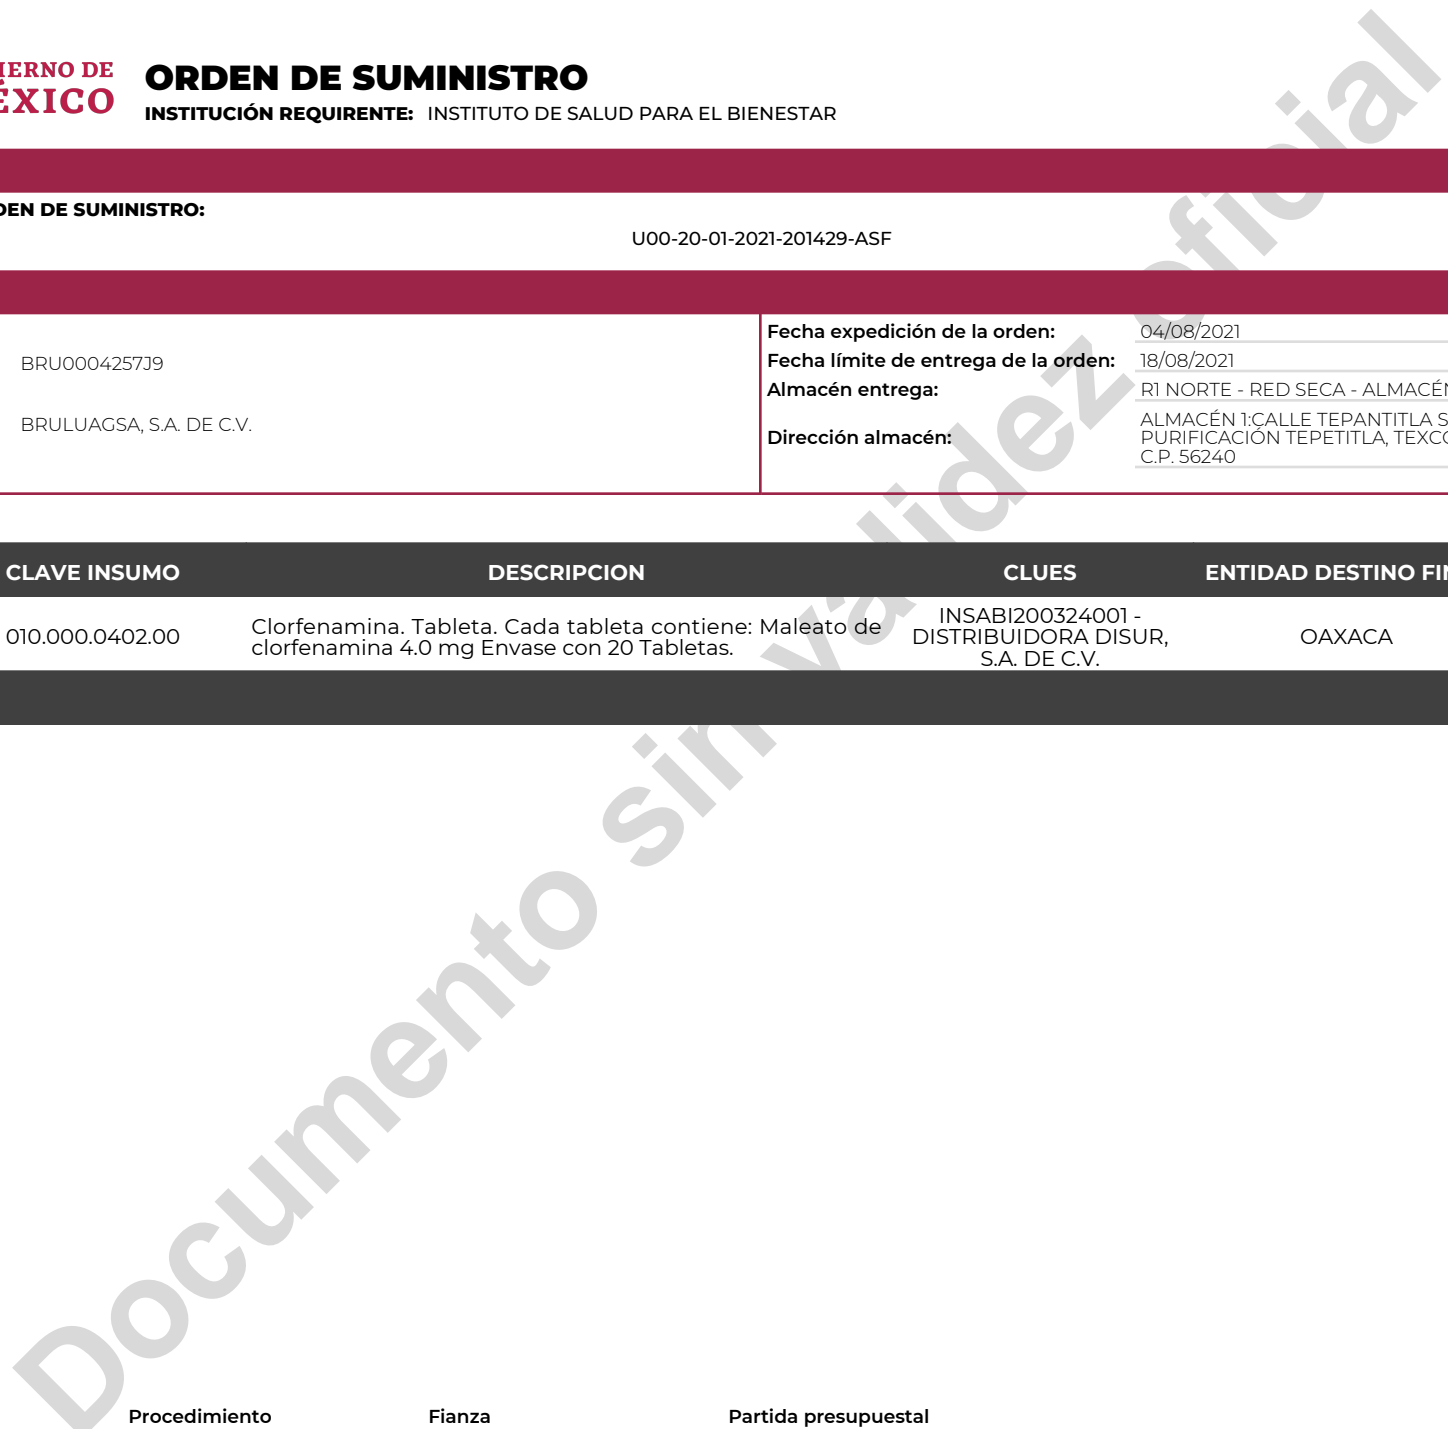 IERNO DE
ÉXICO
ORDEN DE SUMINISTRO
INSTITUCIÓN REQUIRENTE: INSTITUTO DE SALUD PARA EL BIENESTAR
DEN DE SUMINISTRO:
U00-20-01-2021-201429-ASF
BRU0004257J9
BRULUAGSA, S.A. DE C.V.
Fecha expedición de la orden: 04/08/2021
Fecha límite de entrega de la orden: 18/08/2021
Almacén entrega: R1 NORTE - RED SECA - ALMACÉN
Dirección almacén:
ALMACÉN 1:CALLE TEPANTITLA S
PURIFICACIÓN TEPETITLA, TEXCO
C.P. 56240
CLAVE INSUMO DESCRIPCION CLUES ENTIDAD DESTINO FIN
010.000.0402.00
Clorfenamina. Tableta. Cada tableta contiene: Maleato de
clorfenamina 4.0 mg Envase con 20 Tabletas.
INSABI200324001 -
DISTRIBUIDORA DISUR,
S.A. DE C.V.
OAXACA
Documento sin validez oficial
Procedimiento Fianza Partida presupuestal